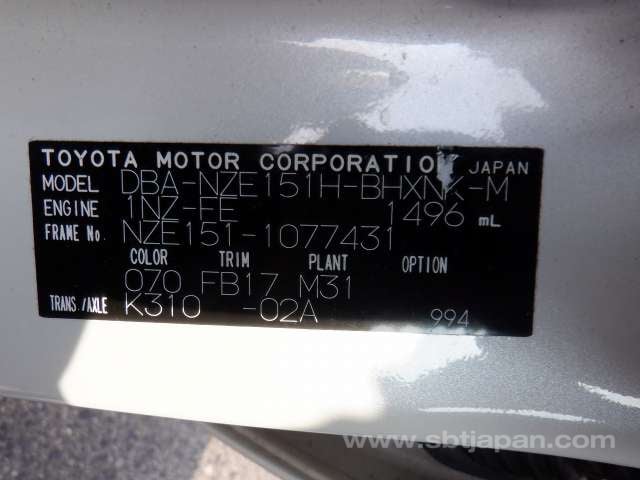 TOYOTA MOTOR CORPORATION JAPAN
MODEL DBA-NZE151H-BHXNK-M
ENGINE 1NZ-FE 1496 mL
FRAME No. NZE151-1077431
COLOR TRIM PLANT OPTION
070 FB17 M31
TRANS./AXLE K310 -02A 994
www.sbtjapan.com